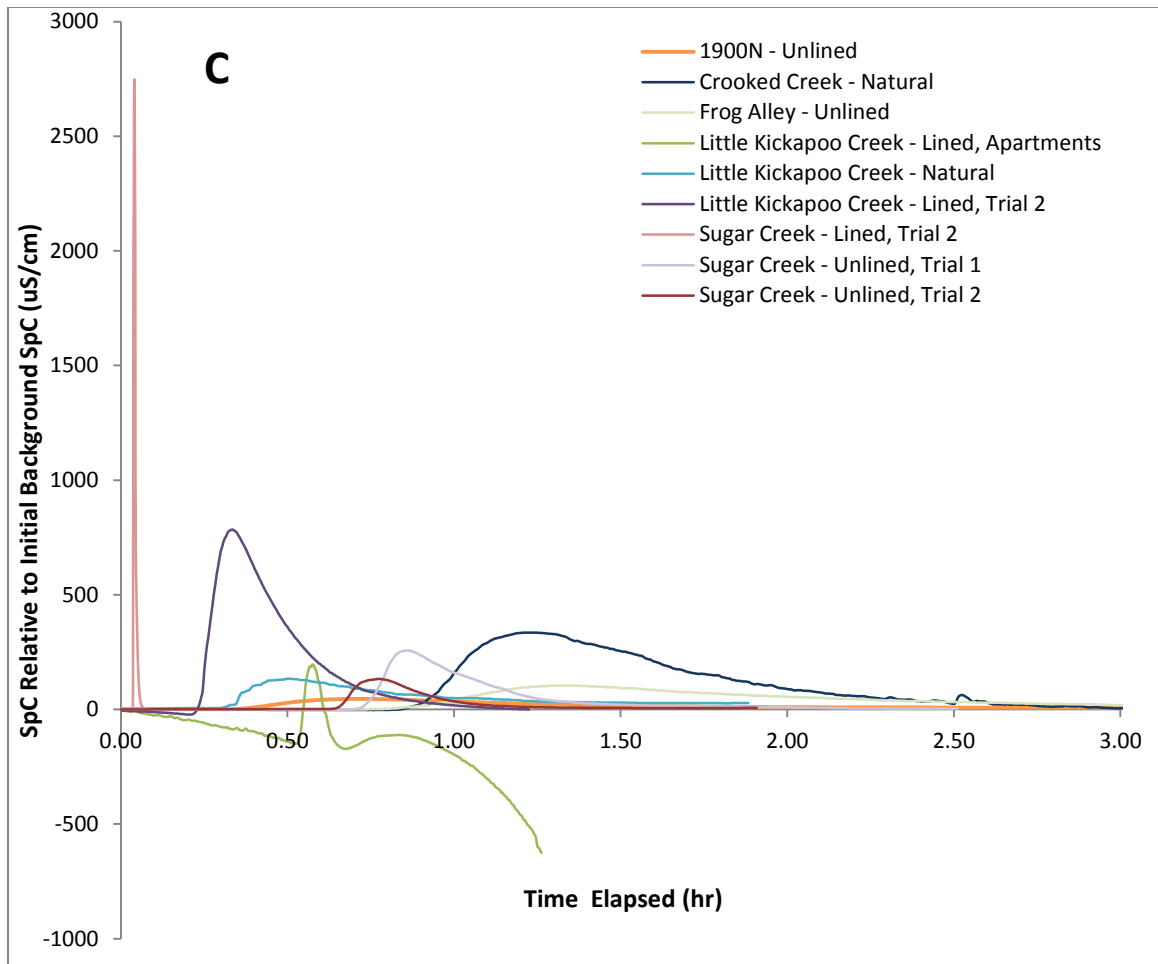 C
3000
2500
2000
1500
1000
500
0
-500
-1000
SpC Relative to Initial Background SpC (uS/cm)
1900N - Unlined
Crooked Creek - Natural
Frog Alley - Unlined
Little Kickapoo Creek - Lined, Apartments
Little Kickapoo Creek - Natural
Little Kickapoo Creek - Lined, Trial 2
Sugar Creek - Lined, Trial 2
Sugar Creek - Unlined, Trial 1
Sugar Creek - Unlined, Trial 2
0.00 0.50 1.00 1.50 2.00 2.50 3.00
Time Elapsed (hr)